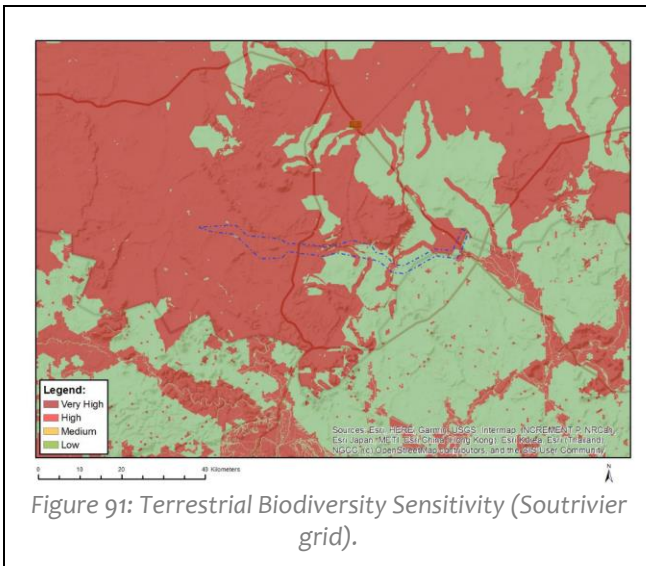 Legend:
Very High
High
Medium
Low
Sources: Esri, HERE, Garmin, USGS, Intermap, INCREMENT P, NRCan,
Esri Japan, METI, Esri China (Hong Kong), Esri Korea, Esri (Thailand),
NGCC, (c) OpenStreetMap contributors, and the GIS User Community
0 10 20 40 Kilometers
N
Figure 91: Terrestrial Biodiversity Sensitivity (Soutrivier
grid).